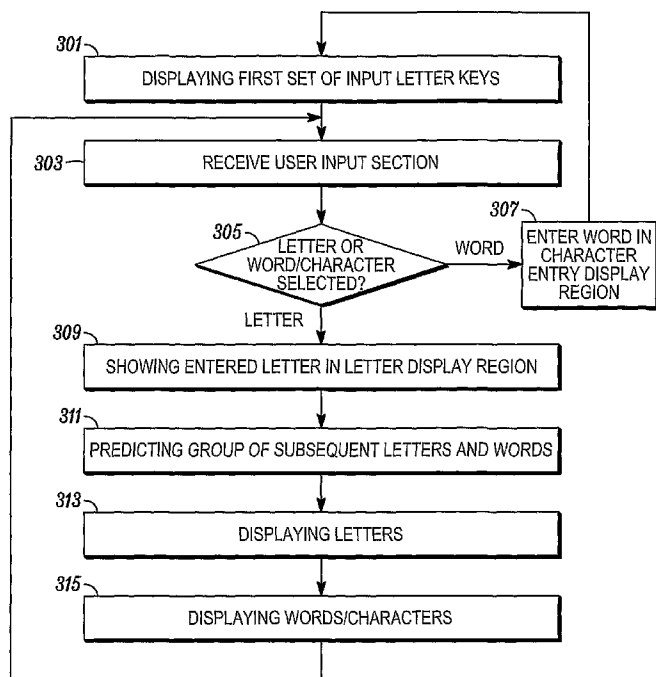 301
DISPLAYING FIRST SET OF INPUT LETTER KEYS
303
RECEIVE USER INPUT SECTION
305
LETTER OR
WORD/CHARACTER
SELECTED?
WORD
307
ENTER WORD IN
CHARACTER
ENTRY DISPLAY
REGION
LETTER
309
SHOWING ENTERED LETTER IN LETTER DISPLAY REGION
311
PREDICTING GROUP OF SUBSEQUENT LETTERS AND WORDS
313
DISPLAYING LETTERS
315
DISPLAYING WORDS/CHARACTERS